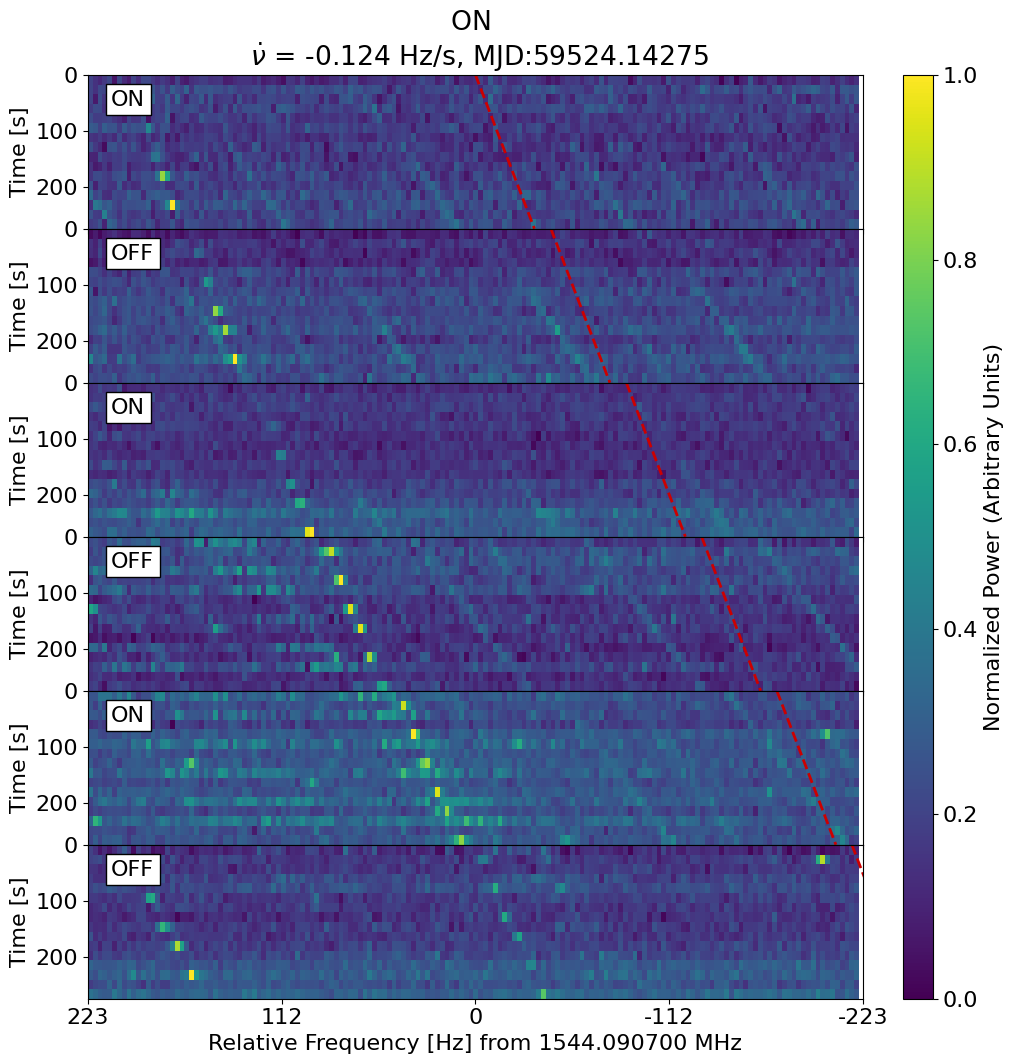 ON
ν̇ = -0.124 Hz/s, MJD:59524.14275
0
100
200
Time [s]
ON
0
100
200
Time [s]
OFF
0
100
200
Time [s]
ON
0
100
200
Time [s]
OFF
0
100
200
Time [s]
ON
0
100
200
Time [s]
OFF
223
112
0
-112
-223
Relative Frequency [Hz] from 1544.090700 MHz
1.0
0.8
0.6
0.4
0.2
0.0
Normalized Power (Arbitrary Units)